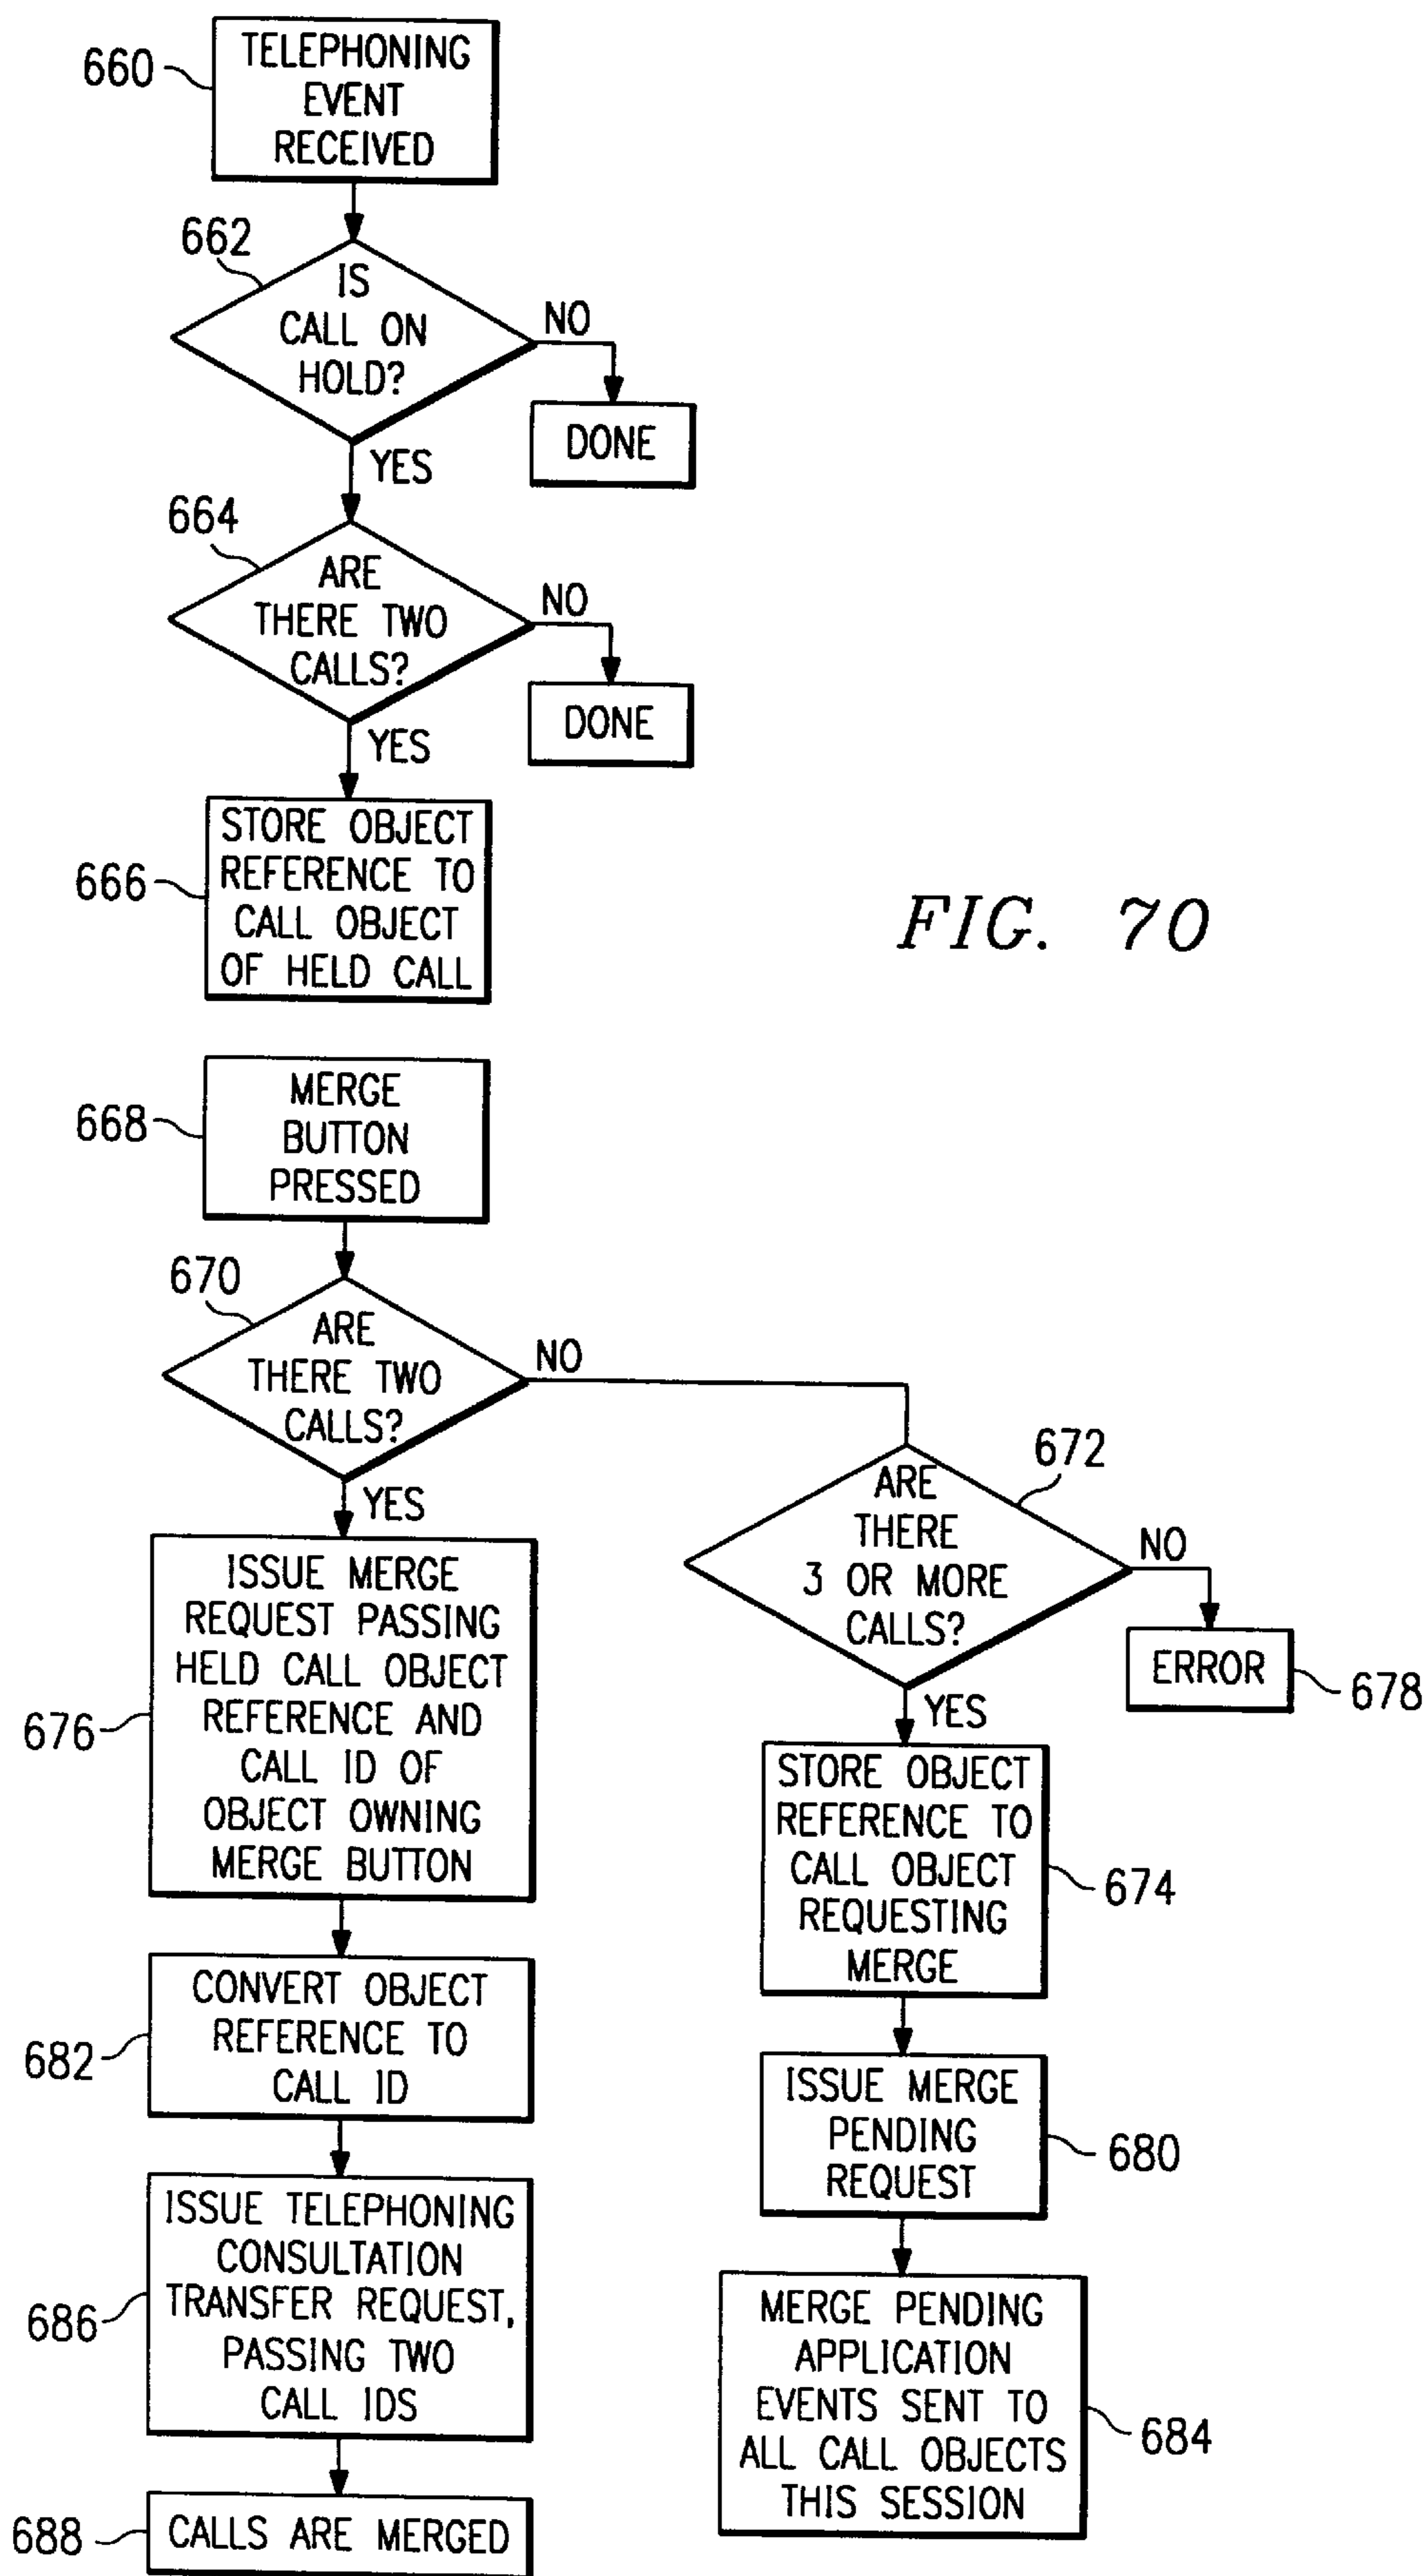 660
TELEPHONING
EVENT
RECEIVED
662
IS
CALL ON
HOLD?
NO
DONE
YES
664
ARE
THERE TWO
CALLS?
NO
DONE
YES
666
STORE OBJECT
REFERENCE TO
CALL OBJECT
OF HELD CALL
FIG. 70
668
MERGE
BUTTON
PRESSED
670
ARE
THERE TWO
CALLS?
NO
YES
672
ARE
THERE
3 OR MORE
CALLS?
NO
ERROR
678
YES
676
ISSUE MERGE
REQUEST PASSING
HELD CALL OBJECT
REFERENCE AND
CALL ID OF
OBJECT OWNING
MERGE BUTTON
STORE OBJECT
REFERENCE TO
CALL OBJECT
REQUESTING
MERGE
674
682
CONVERT OBJECT
REFERENCE TO
CALL ID
ISSUE MERGE
PENDING
REQUEST
680
686
ISSUE TELEPHONING
CONSULTATION
TRANSFER REQUEST,
PASSING TWO
CALL IDS
MERGE PENDING
APPLICATION
EVENTS SENT TO
ALL CALL OBJECTS
THIS SESSION
684
688
CALLS ARE MERGED